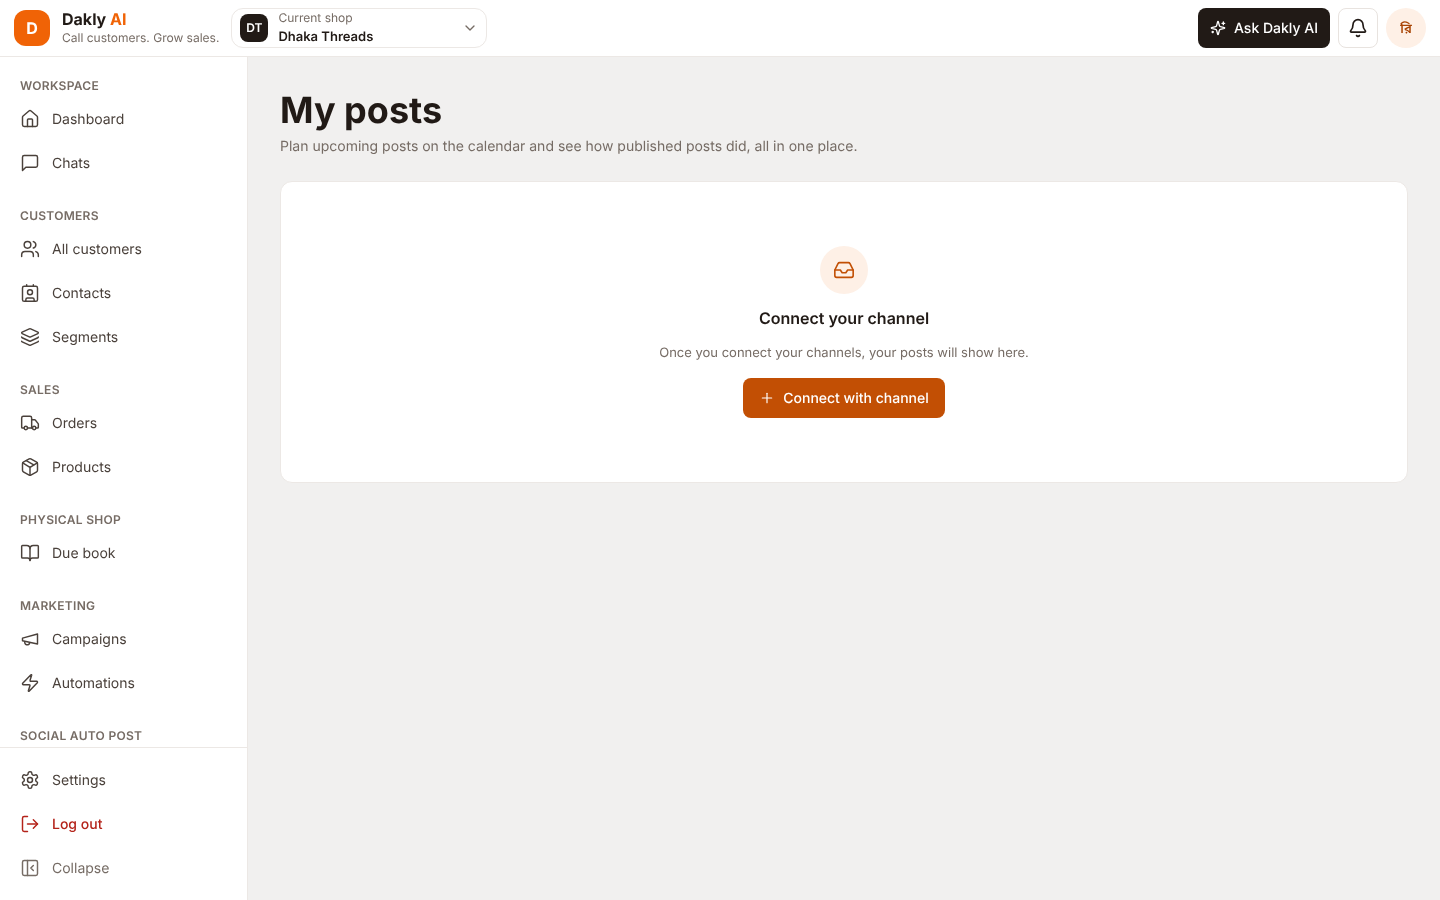 D
Dakly AI
Call customers. Grow sales.
DT
Current shop
Dhaka Threads
Ask Dakly AI
রি
WORKSPACE
Dashboard
Chats
CUSTOMERS
All customers
Contacts
Segments
SALES
Orders
Products
PHYSICAL SHOP
Due book
MARKETING
Campaigns
Automations
SOCIAL AUTO POST
Settings
Log out
Collapse
My posts
Plan upcoming posts on the calendar and see how published posts did, all in one place.
Connect your channel
Once you connect your channels, your posts will show here.
Connect with channel